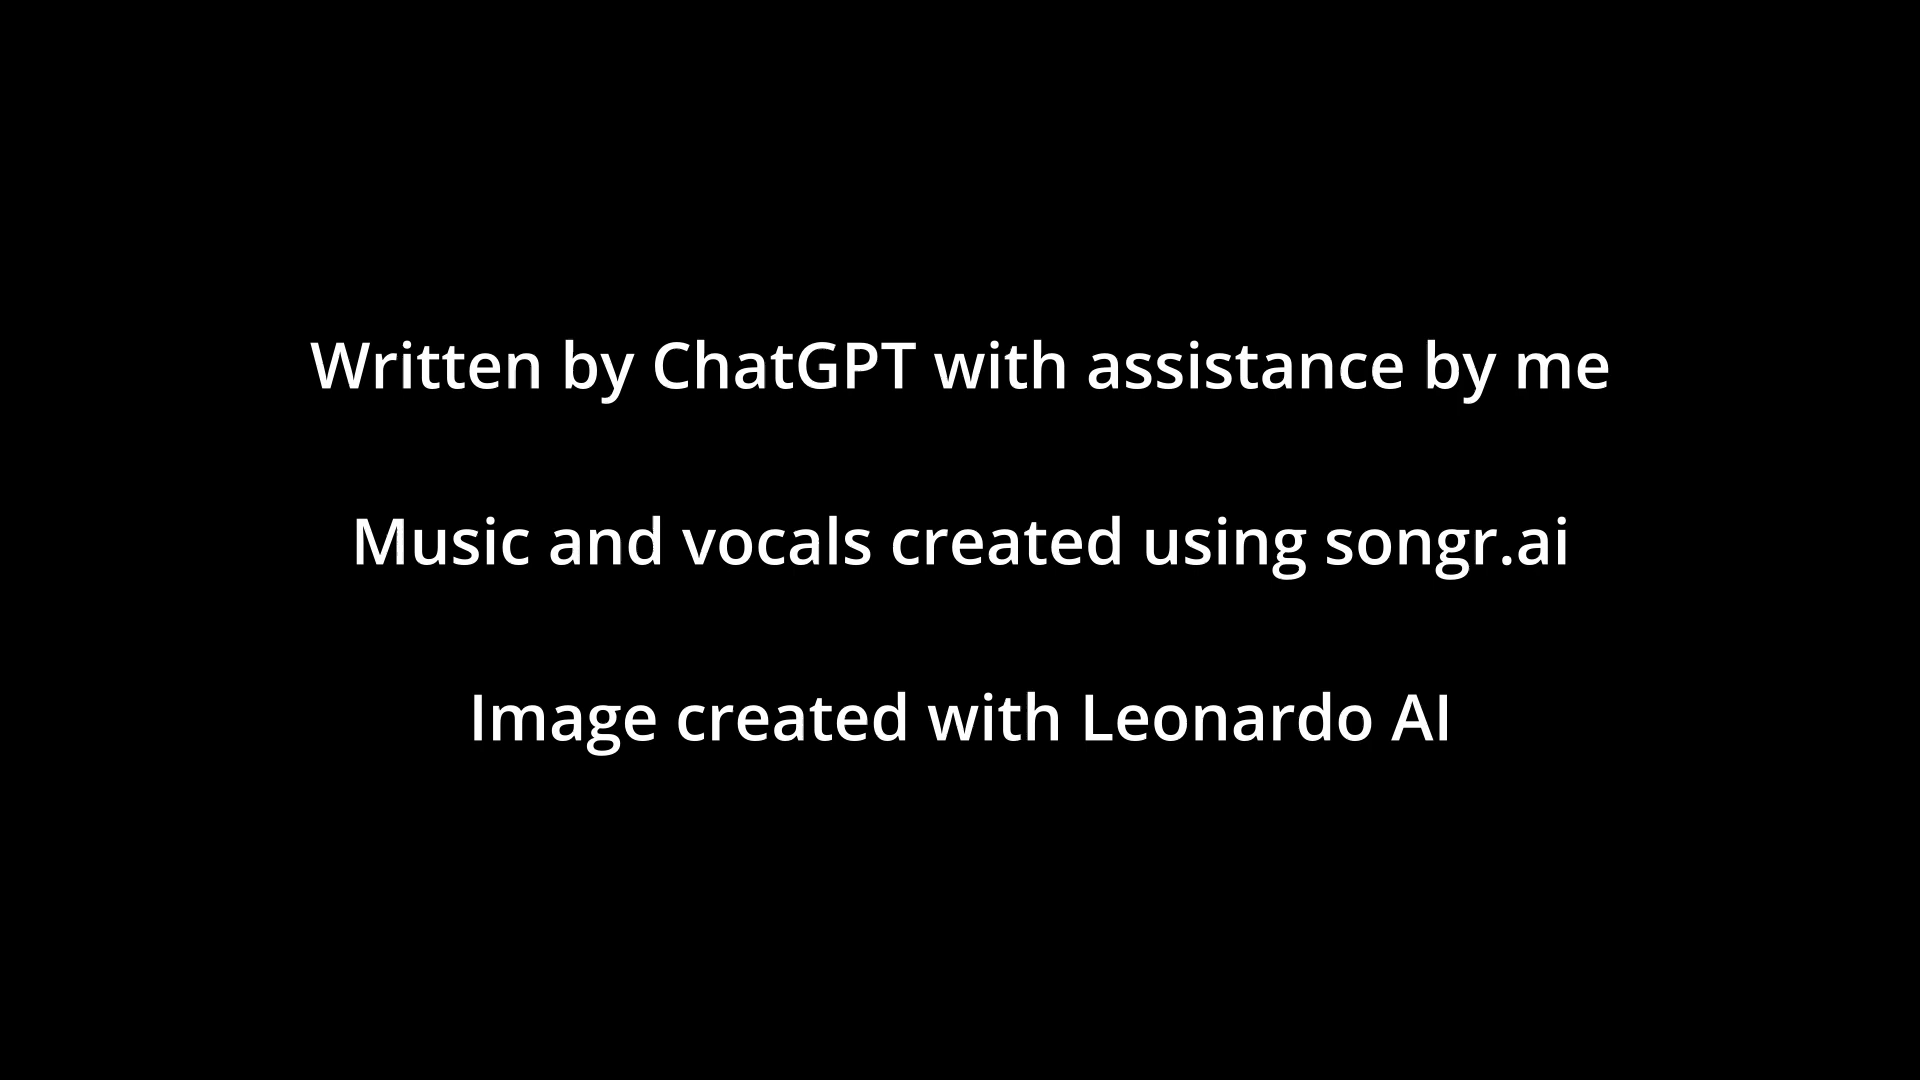 Written by ChatGPT with assistance by me
Music and vocals created using songr.ai
Image created with Leonardo AI